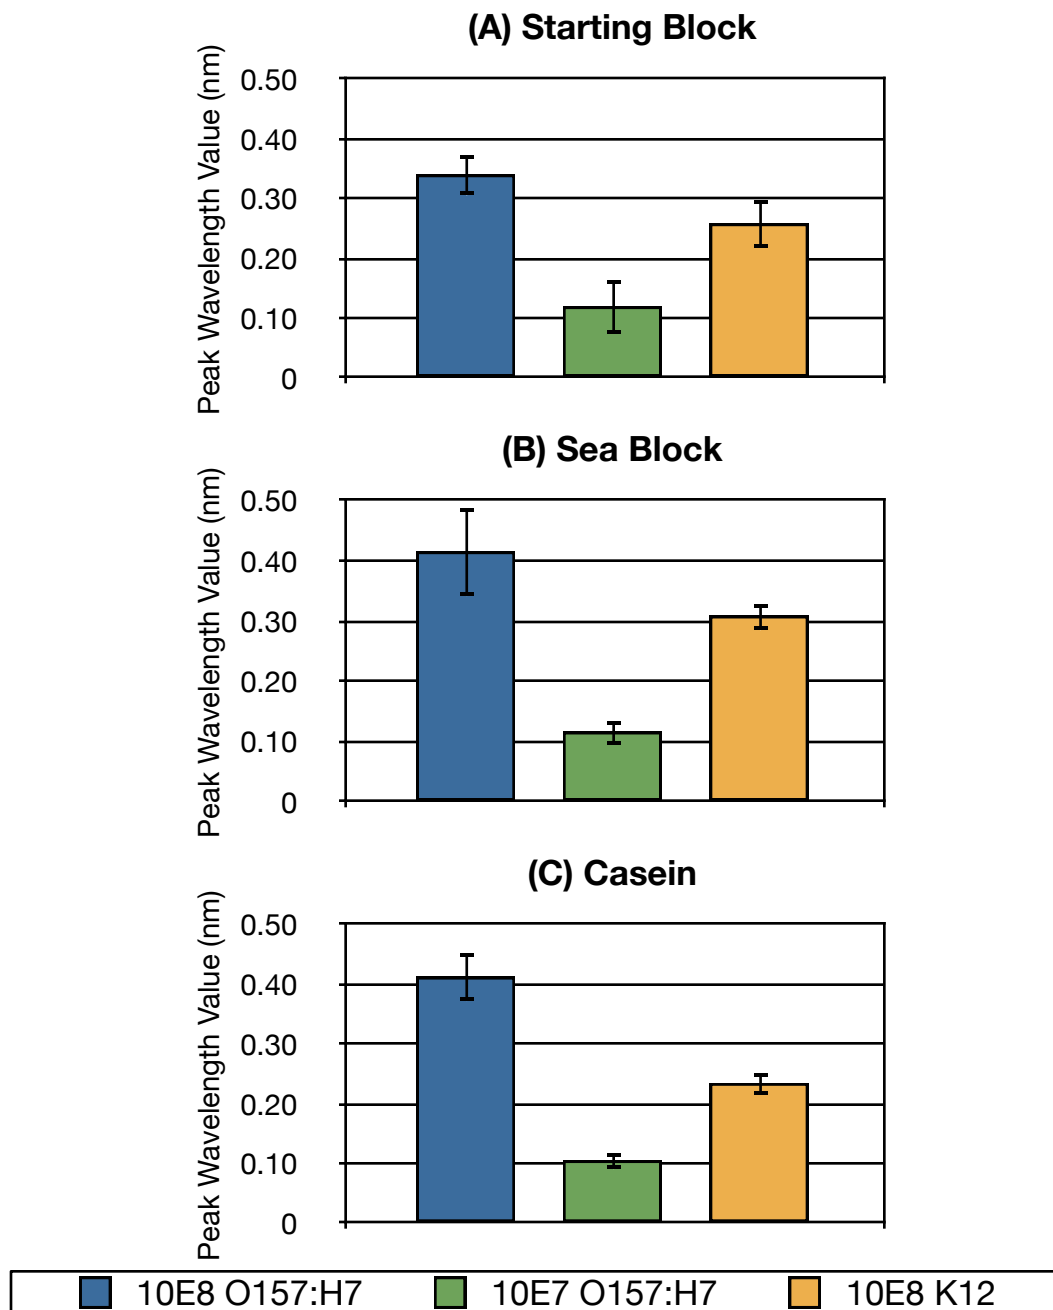 (A) Starting Block
Peak Wavelength Value (nm)
0.50
0.40
0.30
0.20
0.10
0
(B) Sea Block
Peak Wavelength Value (nm)
0.50
0.40
0.30
0.20
0.10
0
(C) Casein
Peak Wavelength Value (nm)
0.50
0.40
0.30
0.20
0.10
0
10E8 O157:H7 10E7 O157:H7 10E8 K12